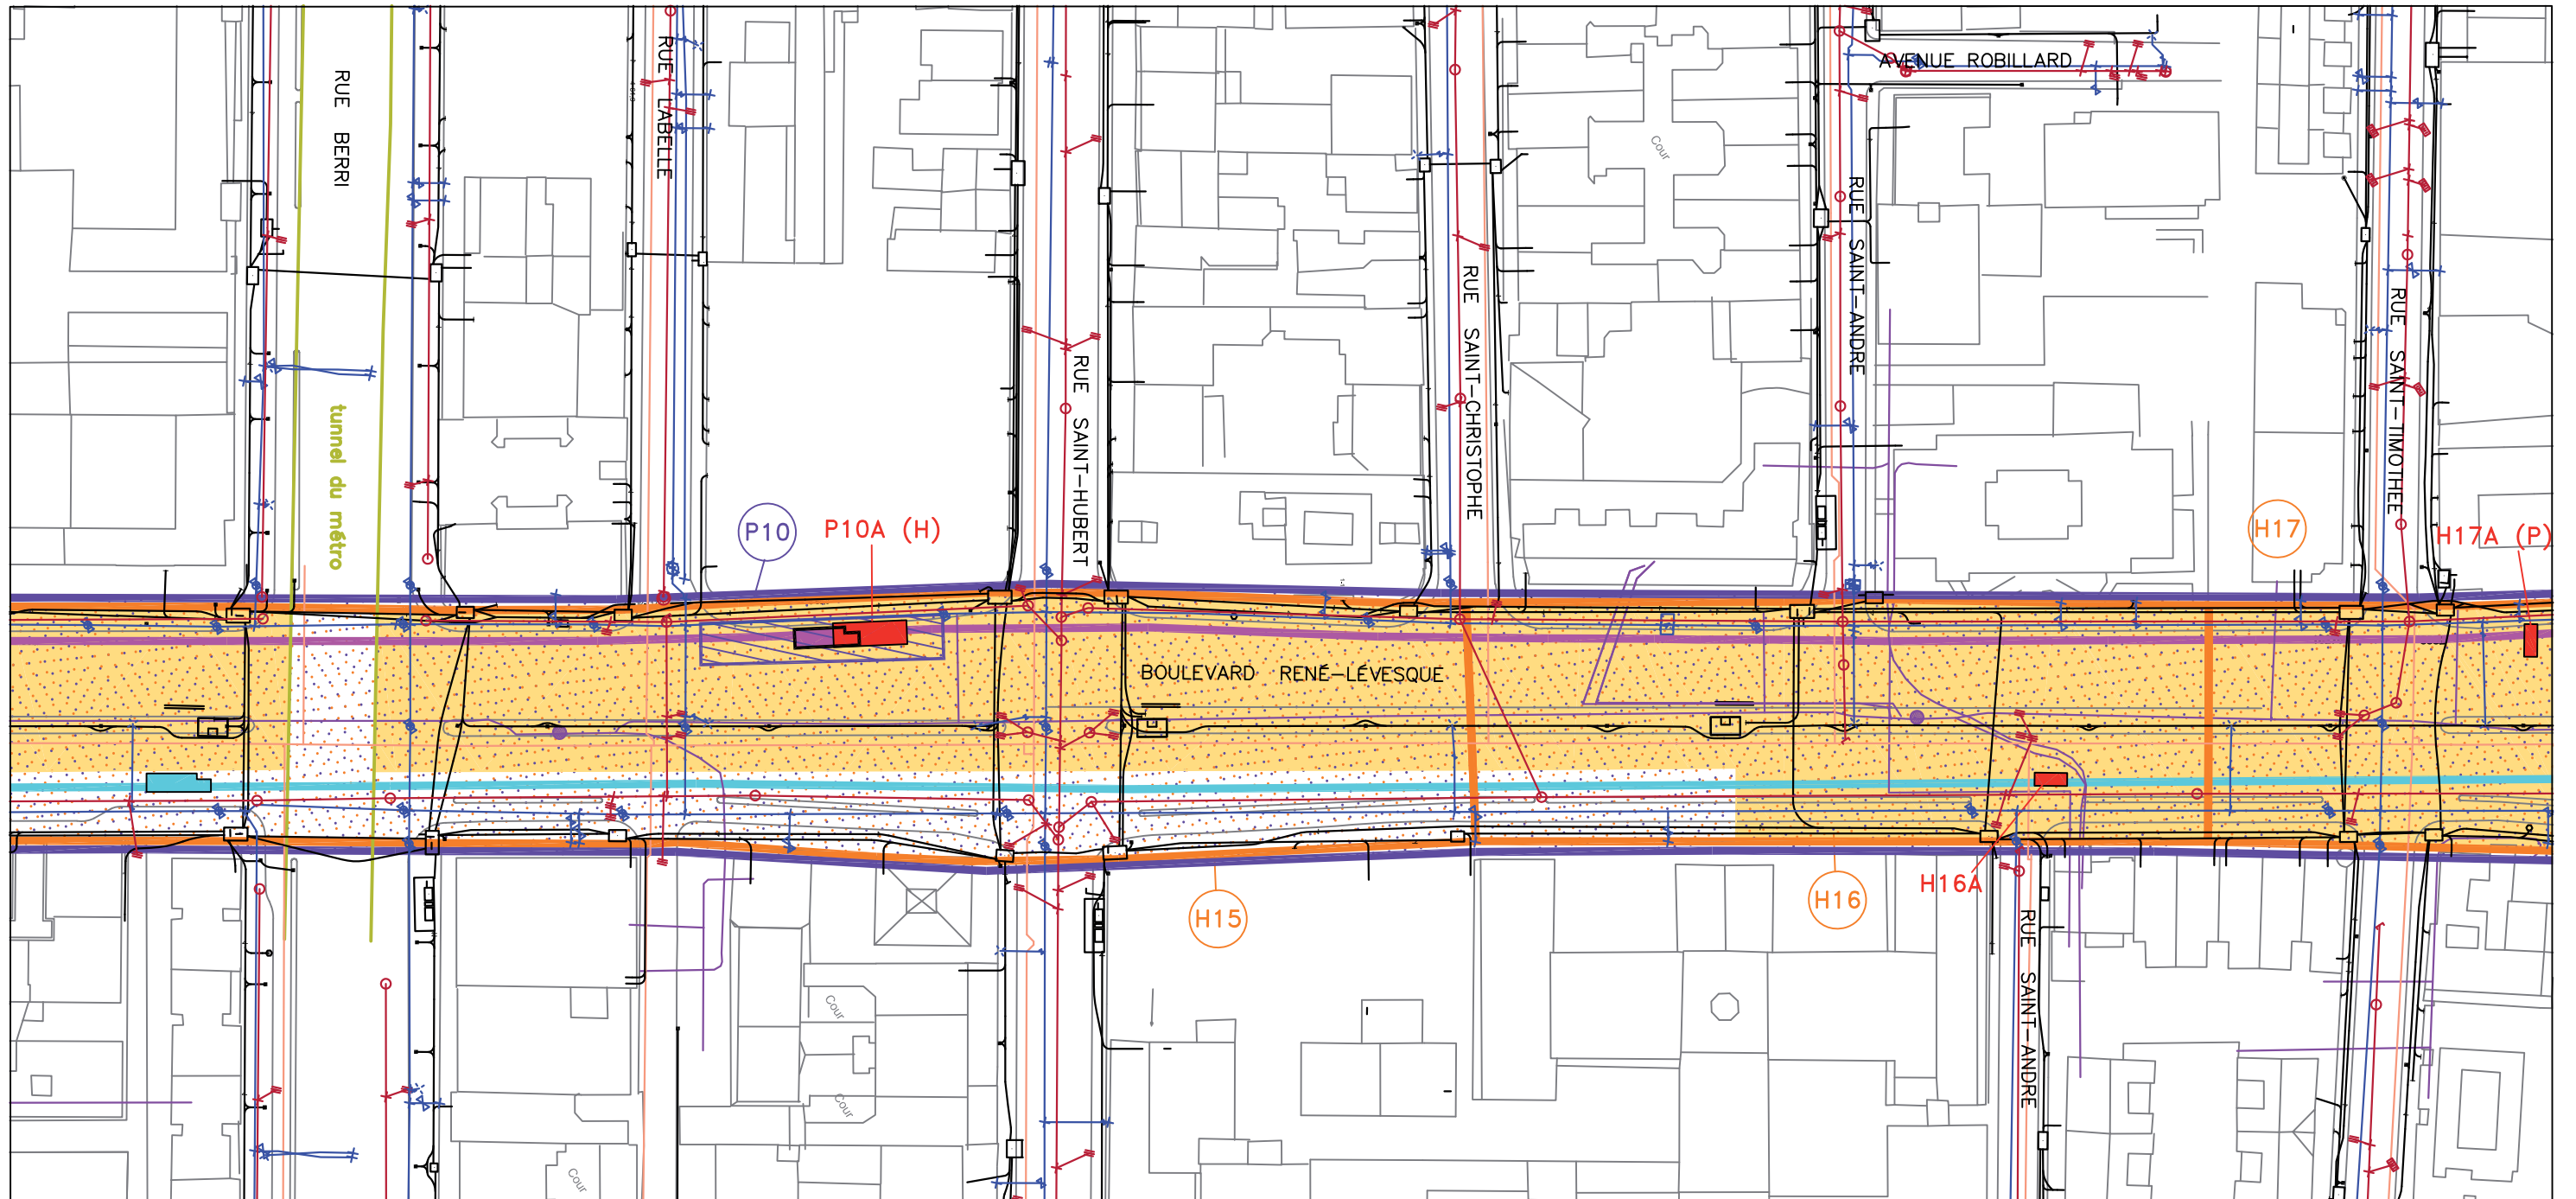 AVENUE ROBILLARD
RUE BERRI
RUE LABELLE
Cour
RUE SAINT-ANDRE
RUE SAINT-CHRISTOPHE
RUE SAINT-TIMOTHEE
RUE SAINT-HUBERT
tunnel du métro
P10
P10A (H)
H17
H17A (P)
BOULEVARD RENÉ-LÉVESQUE
H15
H16
H16A
RUE SAINT-ANDRE
Cour
Cour
Cour